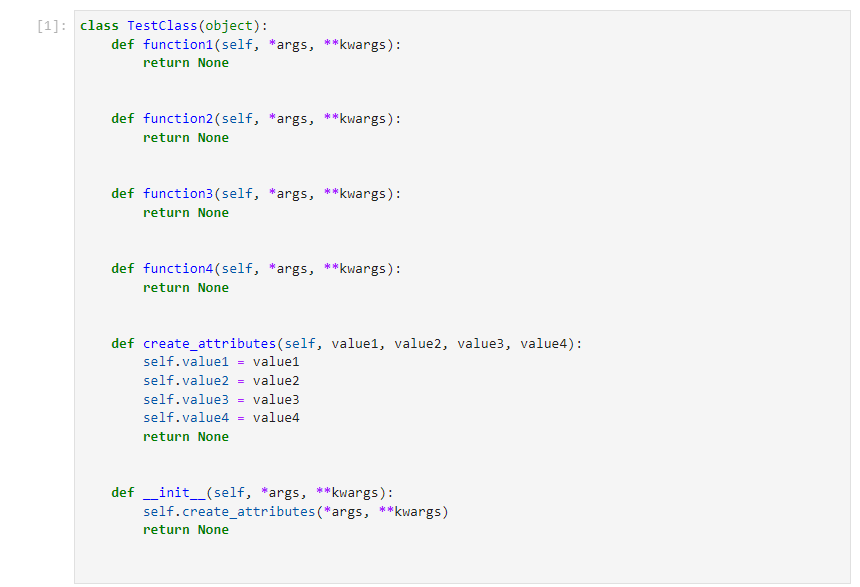 [1]: class TestClass(object):
    def function1(self, *args, **kwargs):
        return None
    def function2(self, *args, **kwargs):
        return None
    def function3(self, *args, **kwargs):
        return None
    def function4(self, *args, **kwargs):
        return None
    def create_attributes(self, value1, value2, value3, value4):
        self.value1 = value1
        self.value2 = value2
        self.value3 = value3
        self.value4 = value4
        return None
    def __init__(self, *args, **kwargs):
        self.create_attributes(*args, **kwargs)
        return None